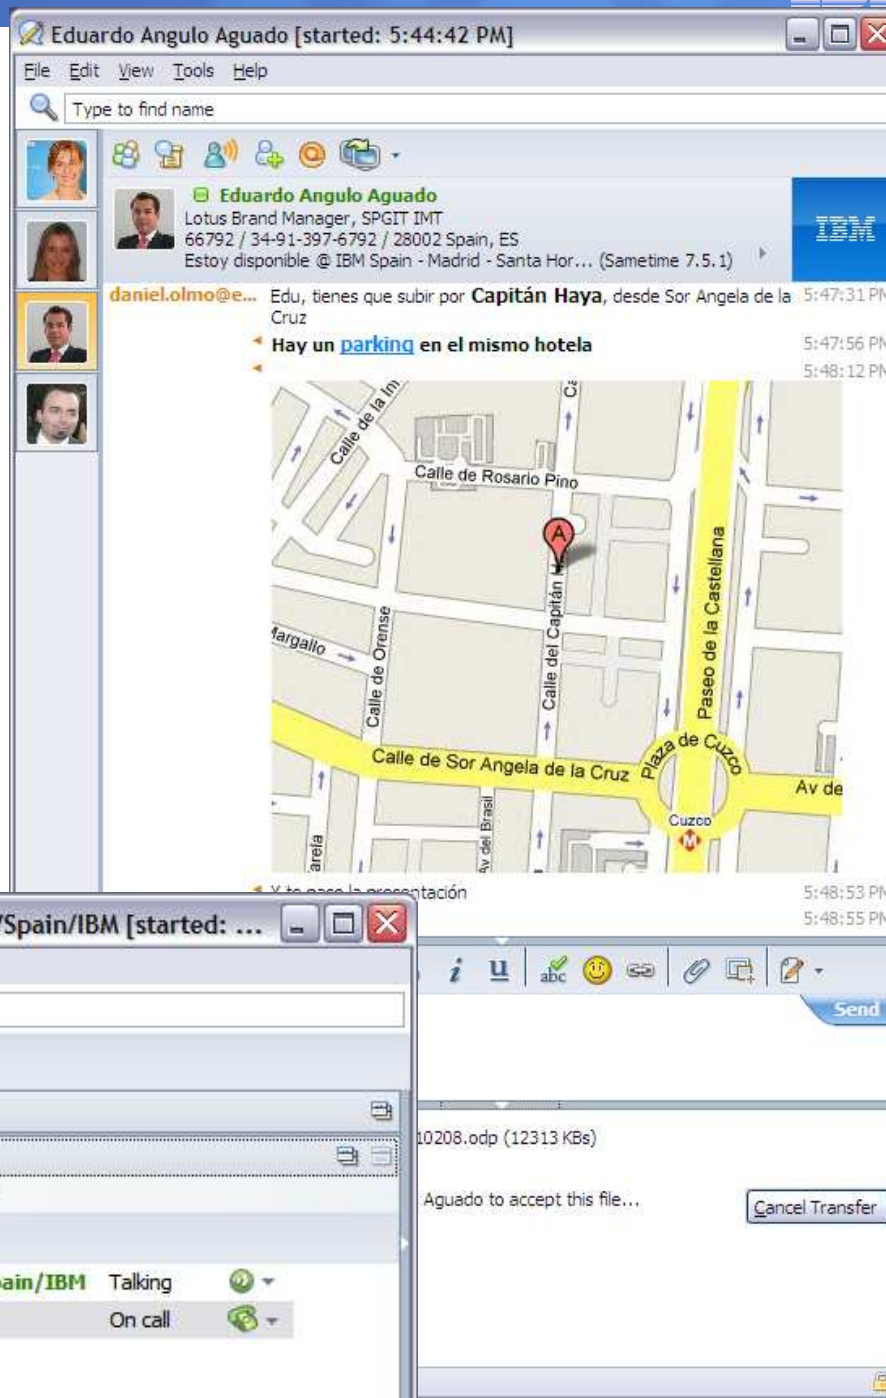 Eduardo Angulo Aguado [started: 5:44:42 PM]
File Edit View Tools Help
Type to find name
Eduardo Angulo Aguado
Lotus Brand Manager, SPGIT IMT
66792 / 34-91-397-6792 / 28002 Spain, ES
Estoy disponible @ IBM Spain - Madrid - Santa Hor... (Sametime 7.5.1)
IBM
daniel.olmo@e... Edu, tienes que subir por Capitán Haya, desde Sor Angela de la 5:47:31 PM
Cruz
Hay un parking en el mismo hotela 5:47:56 PM
5:48:12 PM
Calle de la
Calle de Rosario Pino
A
Calle del Capitán
Paseo de la Castellana
Margallo
Calle de Orense
Calle de Sor Angela de la Cruz
Plaza de Cuzco
Av de
Cuzco
M
Av del Brasil
Y te paso la presentación 5:48:53 PM
5:48:55 PM
/Spain/IBM [started: ...
i u abc
Send
10208.odp (12313 KBs)
Aguado to accept this file...
Cancel Transfer
pain/IBM Talking
On call